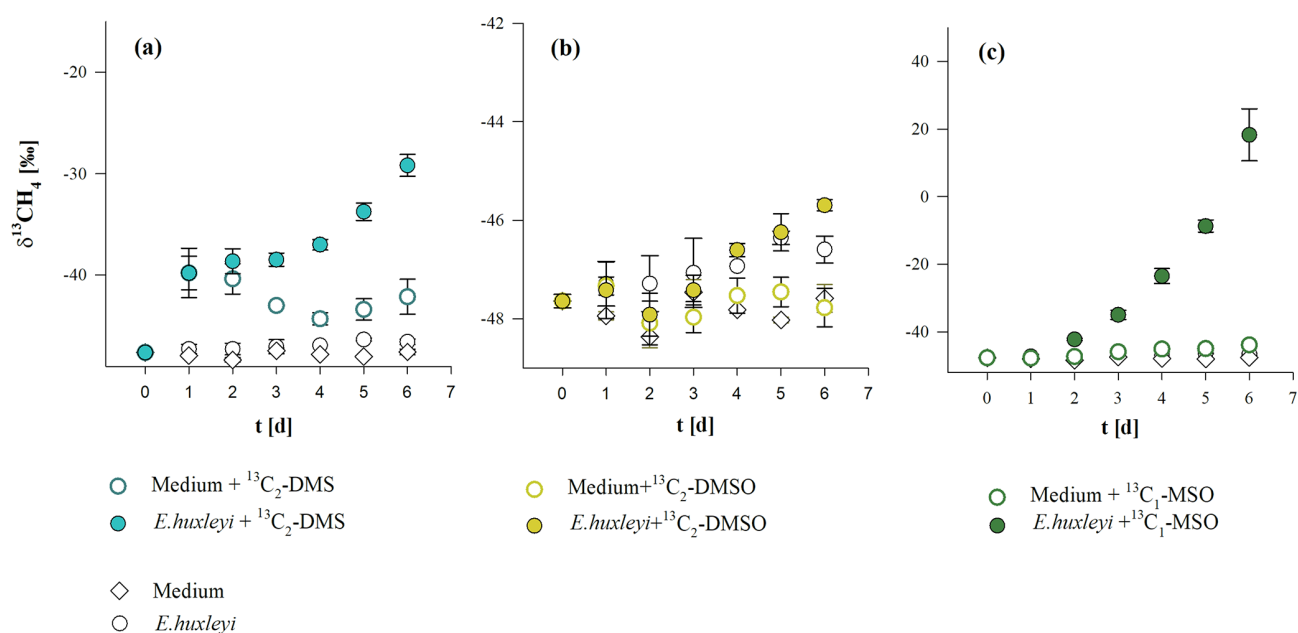 (a)
(b)
(c)
δ¹³CH₄ [‰]
-20
-30
-40
0 1 2 3 4 5 6 7
t [d]
-42
-44
-46
-48
0 1 2 3 4 5 6 7
t [d]
40
20
0
-20
-40
0 1 2 3 4 5 6 7
t [d]
Medium + ¹³C₂-DMS
E.huxleyi + ¹³C₂-DMS
Medium+¹³C₂-DMSO
E.huxleyi+¹³C₂-DMSO
Medium + ¹³C₁-MSO
E.huxleyi +¹³C₁-MSO
Medium
E.huxleyi